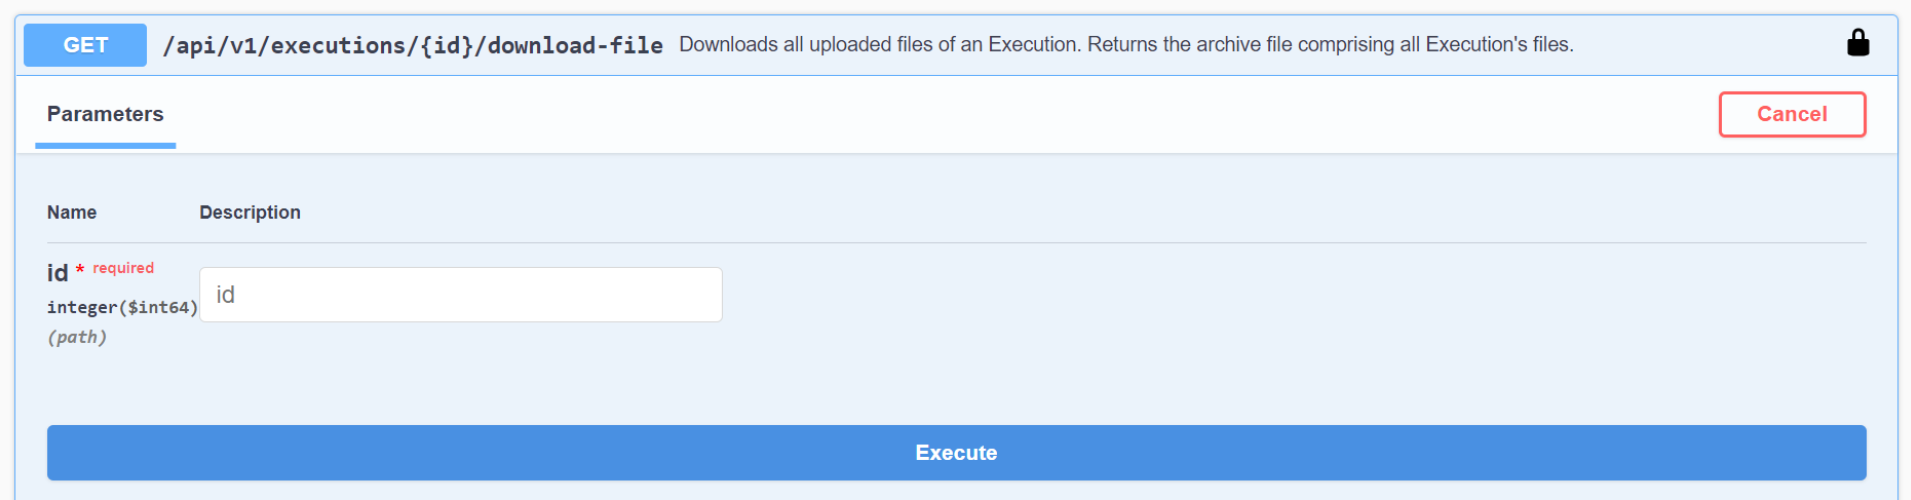 GET /api/v1/executions/{id}/download-file Downloads all uploaded files of an Execution. Returns the archive file comprising all Execution's files.
Parameters Cancel
Name Description
id * required
id
integer($int64)
(path)
Execute